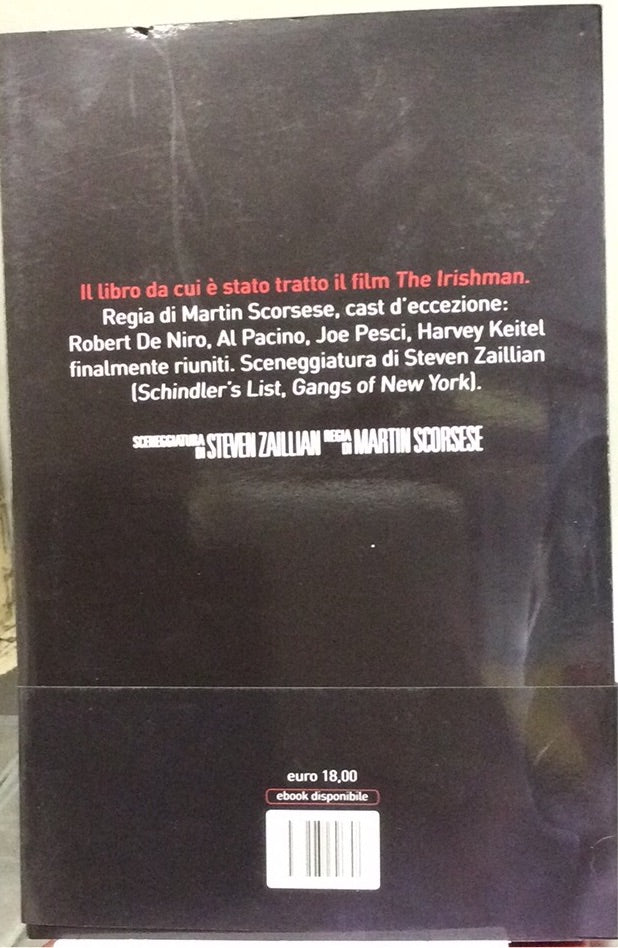 Il libro da cui è stato tratto il film The Irishman.
Regia di Martin Scorsese, cast d'eccezione:
Robert De Niro, Al Pacino, Joe Pesci, Harvey Keitel
finalmente riuniti. Sceneggiatura di Steven Zaillian
(Schindler's List, Gangs of New York).
SCENEGGIATURA DI STEVEN ZAILLIAN REGIA DI MARTIN SCORSESE
euro 18,00
ebook disponibile